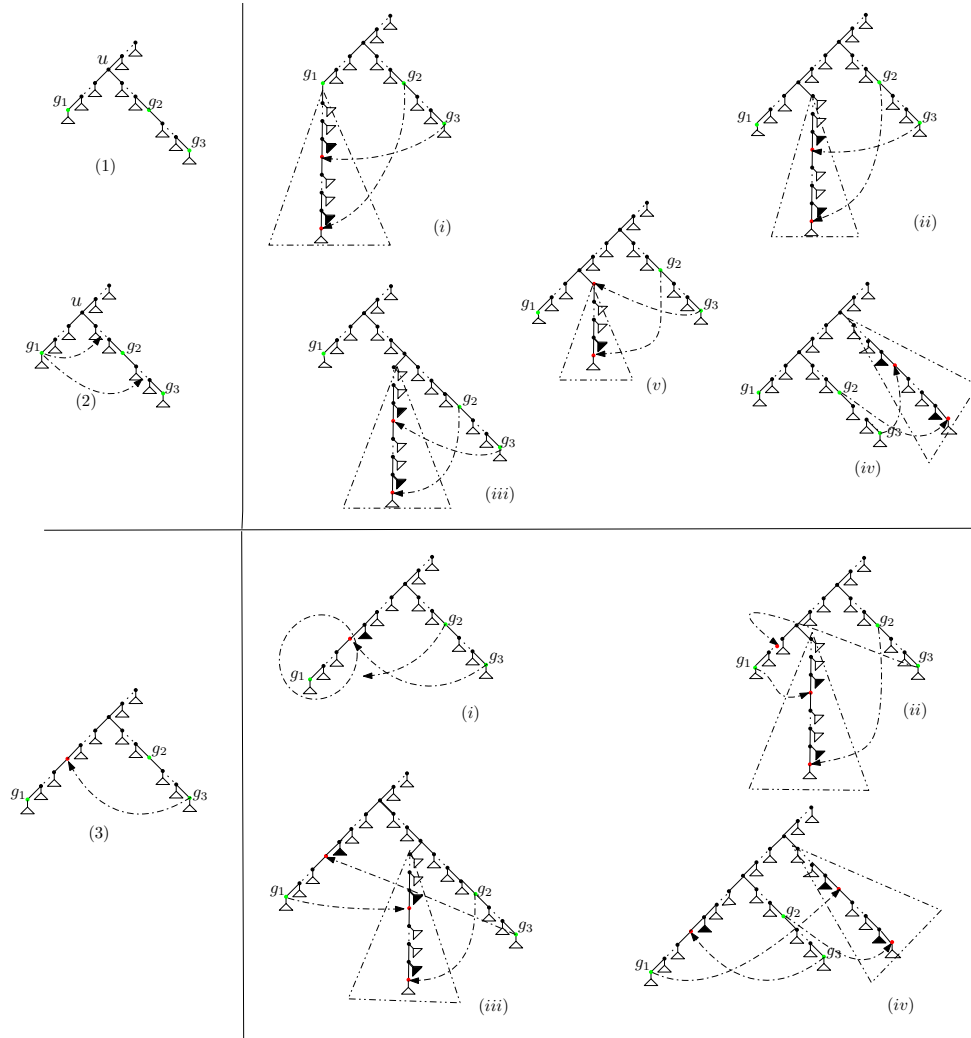 u
g₁
g₂
g₃
(1)
g₁
g₂
g₃
(i)
g₁
g₂
g₃
(ii)
u
g₁
g₂
g₃
(2)
g₁
g₂
g₃
(iii)
g₁
g₂
g₃
(v)
g₁
g₂
g₃
(iv)
g₁
g₂
g₃
(3)
g₁
g₂
g₃
(i)
g₁
g₂
g₃
(ii)
g₁
g₂
g₃
(iii)
g₁
g₂
g₃
(iv)